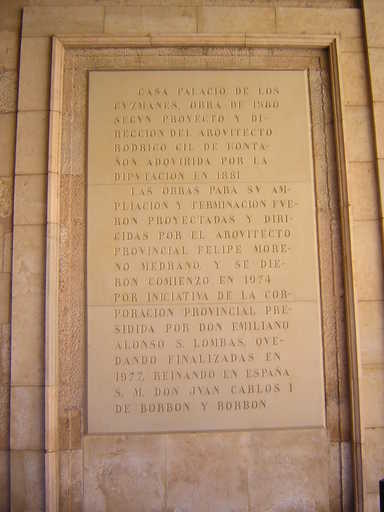 CASA PALACIO DE LOS
GVZMANES, OBRA DE 1560
SEGVN PROYECTO Y DI-
RECCION DEL ARQVITECTO
RODRIGO GIL DE HONTA-
ÑON ADQVIRIDA POR LA
DIPVTACION EN 1881
LAS OBRAS PARA SV AM-
PLIACION Y TERMINACION FVE-
RON PROYECTADAS Y DIRI-
GIDAS POR EL ARQVITECTO
PROVINCIAL FELIPE MORE-
NO MEDRANO, Y SE DIE-
RON COMIENZO EN 1974
POR INICIATIVA DE LA COR-
PORACION PROVINCIAL PRE-
SIDIDA POR DON EMILIANO
ALONSO S. LOMBAS, QVE-
DANDO FINALIZADAS EN
1977, REINANDO EN ESPAÑA
S. M. DON JVAN CARLOS I
DE BORBON Y BORBON